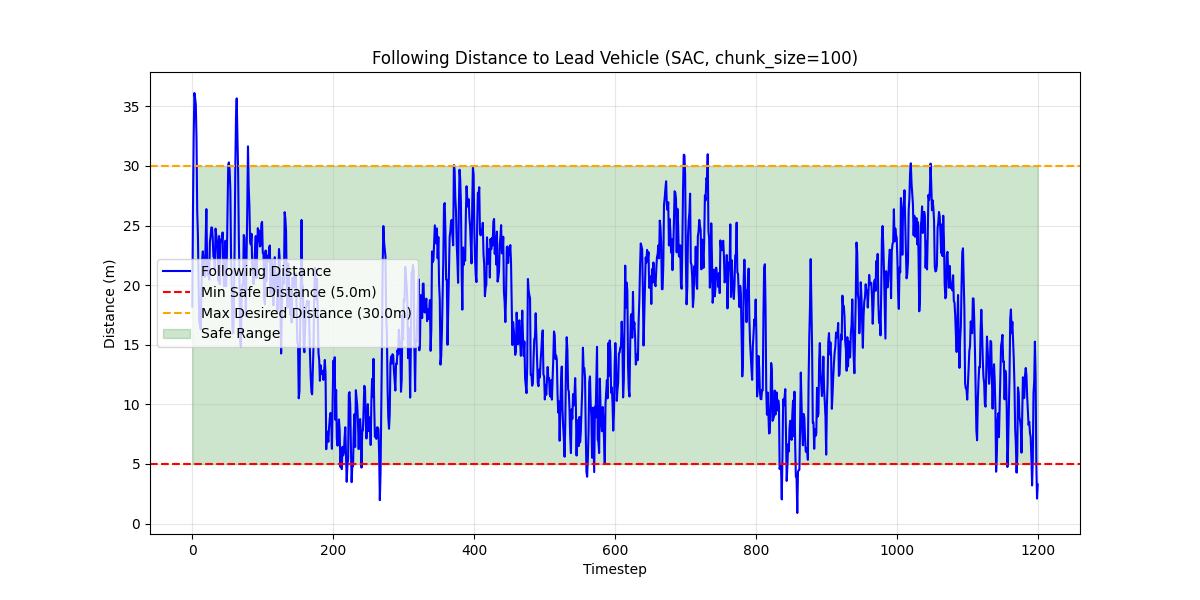 Following Distance to Lead Vehicle (SAC, chunk_size=100)
Distance (m)
35
30
25
20
15
10
5
0
Following Distance
Min Safe Distance (5.0m)
Max Desired Distance (30.0m)
Safe Range
0 200 400 600 800 1000 1200
Timestep